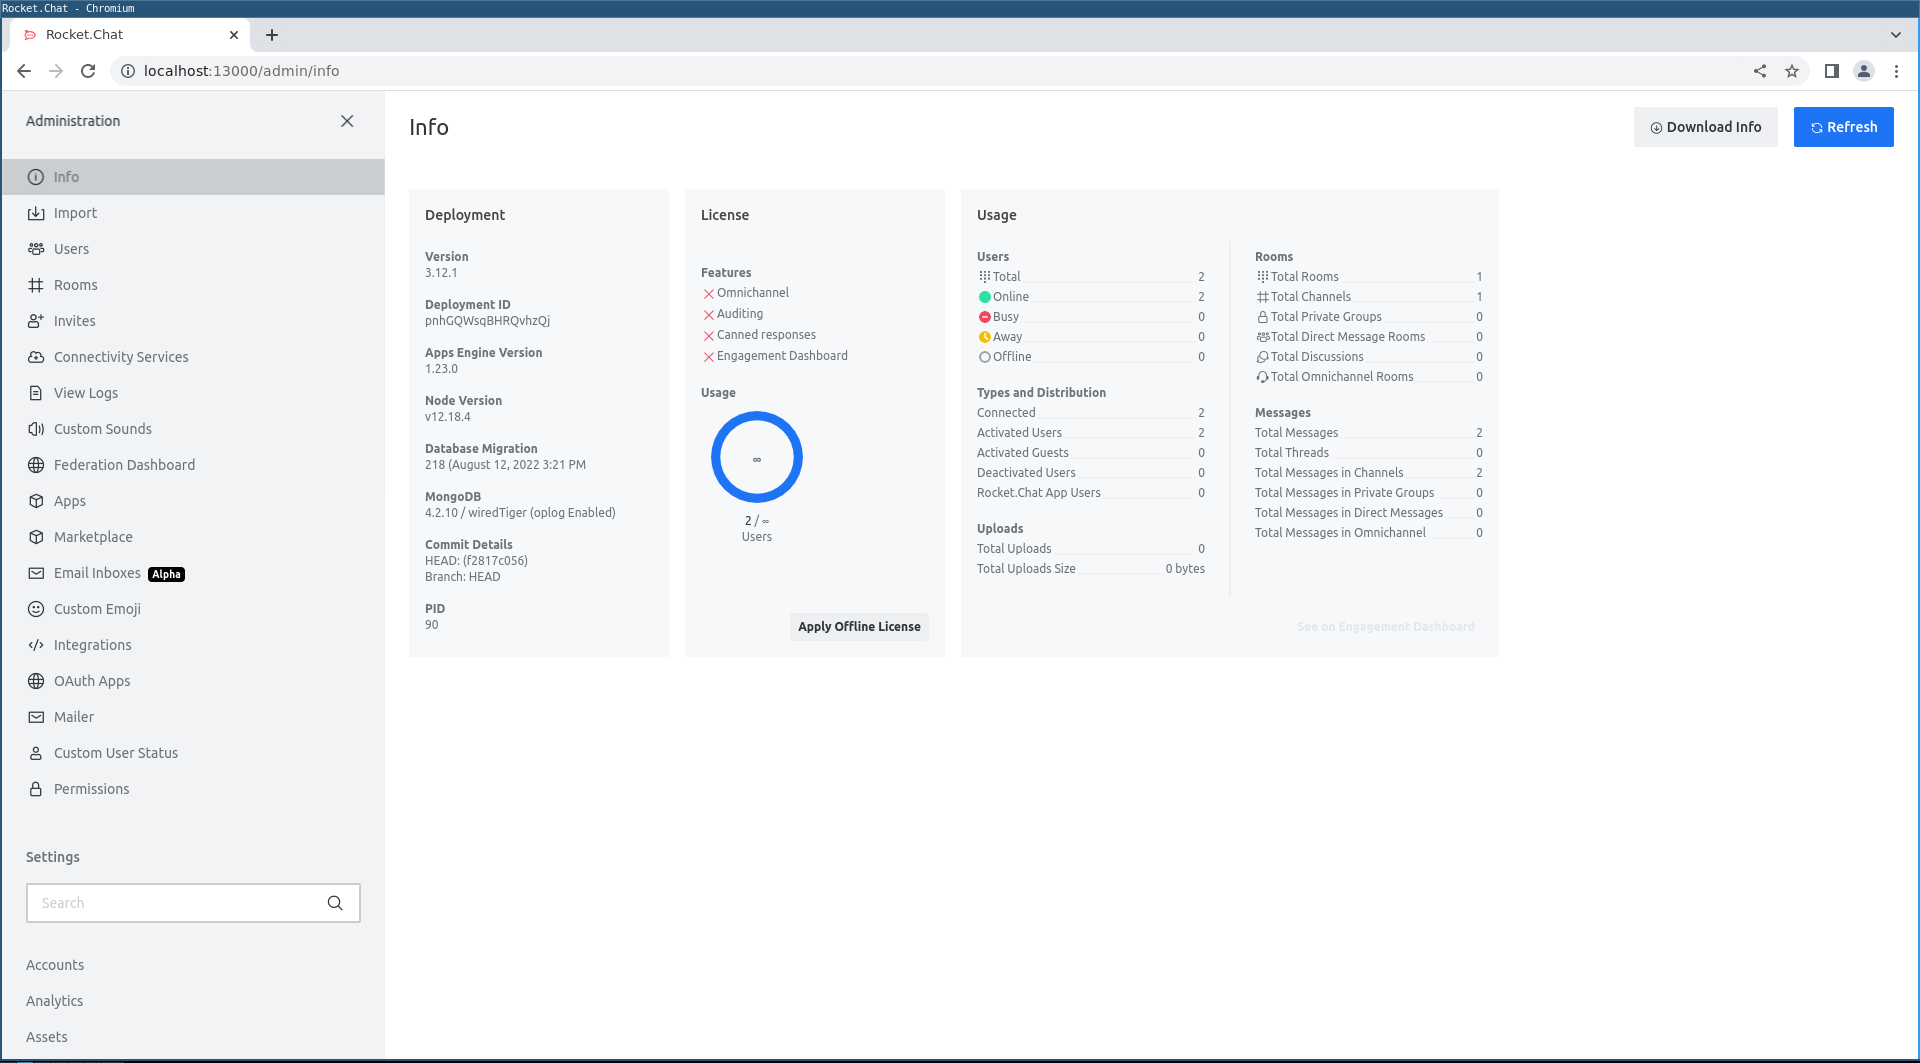 Rocket.Chat - Chromium
Rocket.Chat
localhost:13000/admin/info
Administration
Info
Import
Users
Rooms
Invites
Connectivity Services
View Logs
Custom Sounds
Federation Dashboard
Apps
Marketplace
Email Inboxes Alpha
Custom Emoji
Integrations
OAuth Apps
Mailer
Custom User Status
Permissions
Settings
Search
Accounts
Analytics
Assets
Info
Download Info
Refresh
Deployment
Version
3.12.1
Deployment ID
pnhGQWsqBHRQvhzQj
Apps Engine Version
1.23.0
Node Version
v12.18.4
Database Migration
218 (August 12, 2022 3:21 PM
MongoDB
4.2.10 / wiredTiger (oplog Enabled)
Commit Details
HEAD: (f2817c056)
Branch: HEAD
PID
90
License
Features
Omnichannel
Auditing
Canned responses
Engagement Dashboard
Usage
∞
2 / ∞
Users
Apply Offline License
Usage
Users
Total 2
Online 2
Busy 0
Away 0
Offline 0
Types and Distribution
Connected 2
Activated Users 2
Activated Guests 0
Deactivated Users 0
Rocket.Chat App Users 0
Uploads
Total Uploads 0
Total Uploads Size 0 bytes
Rooms
Total Rooms 1
Total Channels 1
Total Private Groups 0
Total Direct Message Rooms 0
Total Discussions 0
Total Omnichannel Rooms 0
Messages
Total Messages 2
Total Threads 0
Total Messages in Channels 2
Total Messages in Private Groups 0
Total Messages in Direct Messages 0
Total Messages in Omnichannel 0
See on Engagement Dashboard